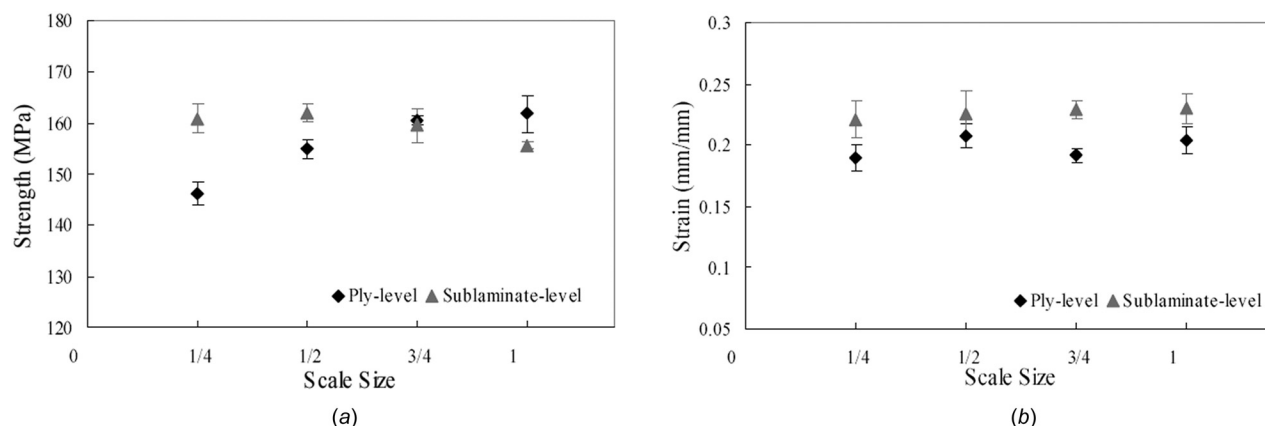 180
170
160
150
140
130
120
Strength (MPa)
0 1/4 1/2 3/4 1
Scale Size
◆ Ply-level ▲ Sublaminate-level
(a)
0.3
0.25
0.2
0.15
0.1
0.05
Strain (mm/mm)
0 1/4 1/2 3/4 1
Scale Size
◆ Ply-level ▲ Sublaminate-level
(b)